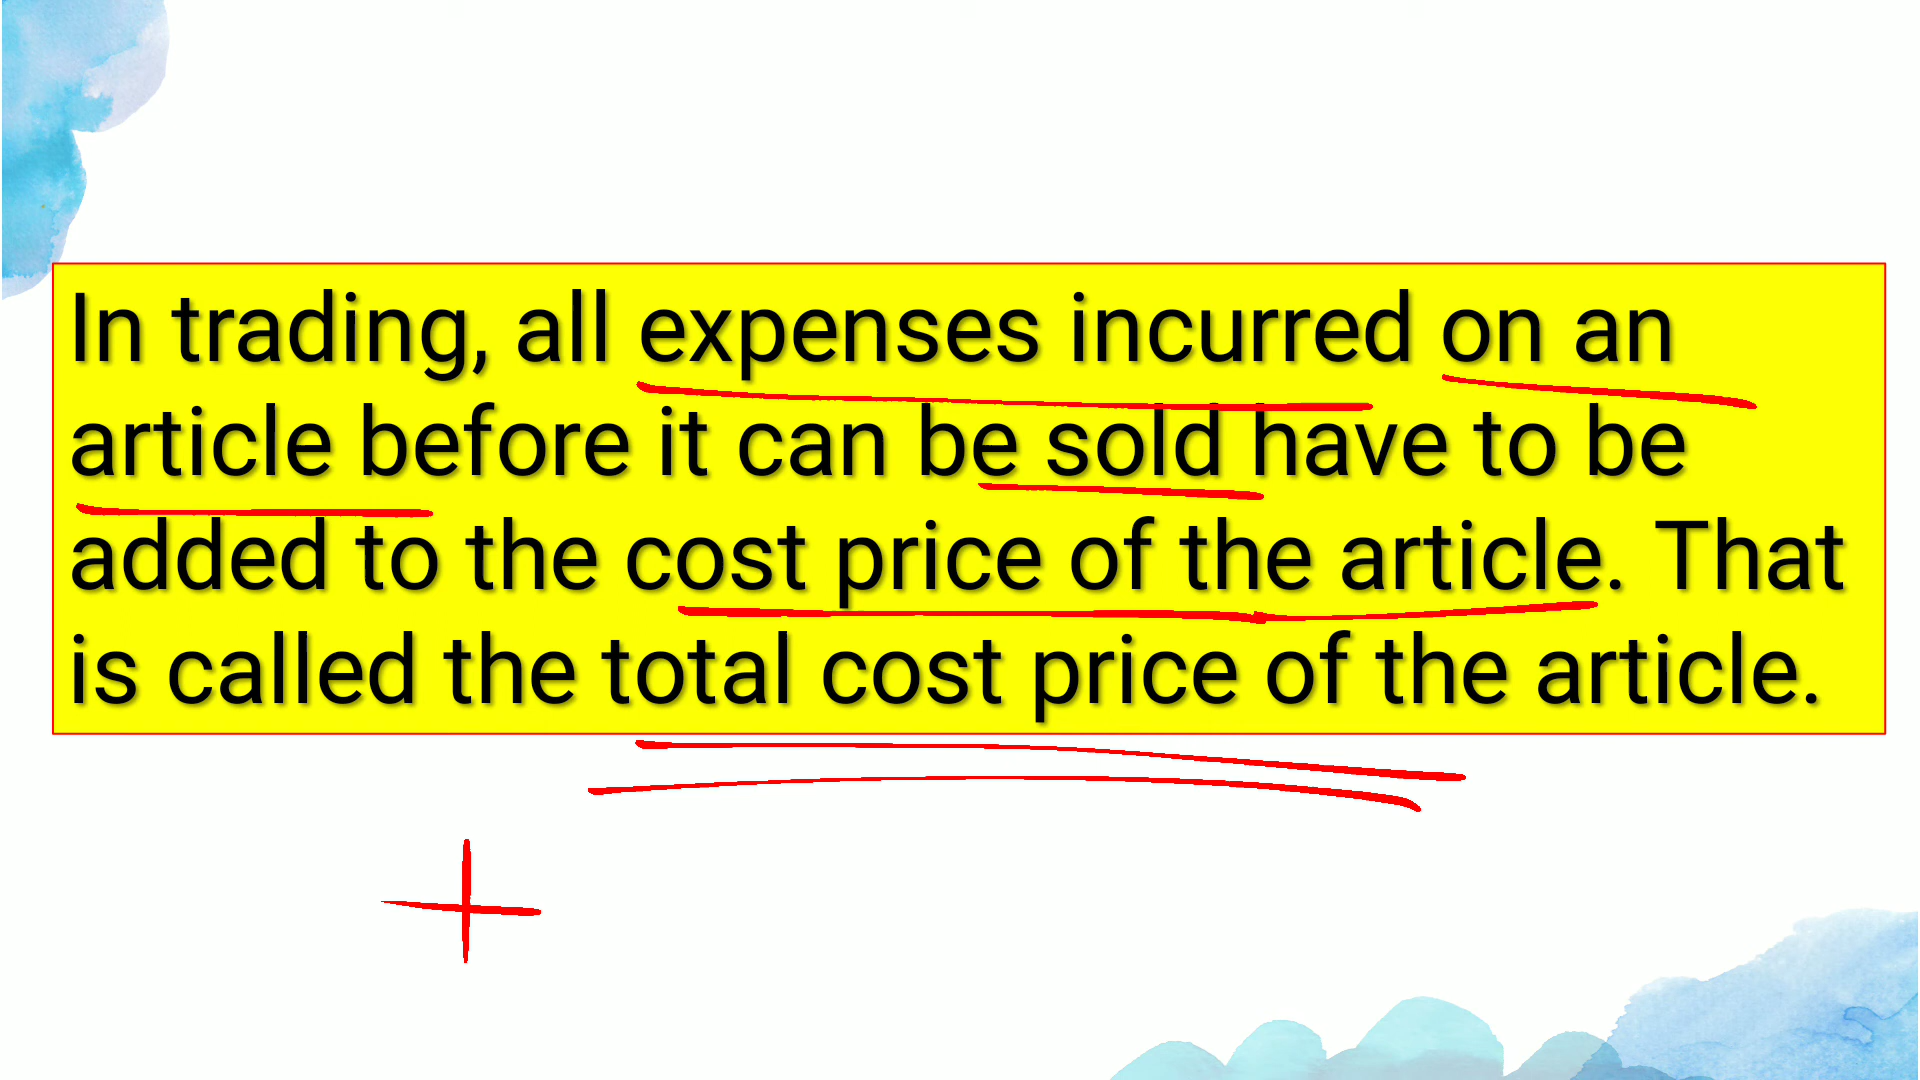 In trading, all expenses incurred on an
article before it can be sold have to be
added to the cost price of the article. That
is called the total cost price of the article.
+